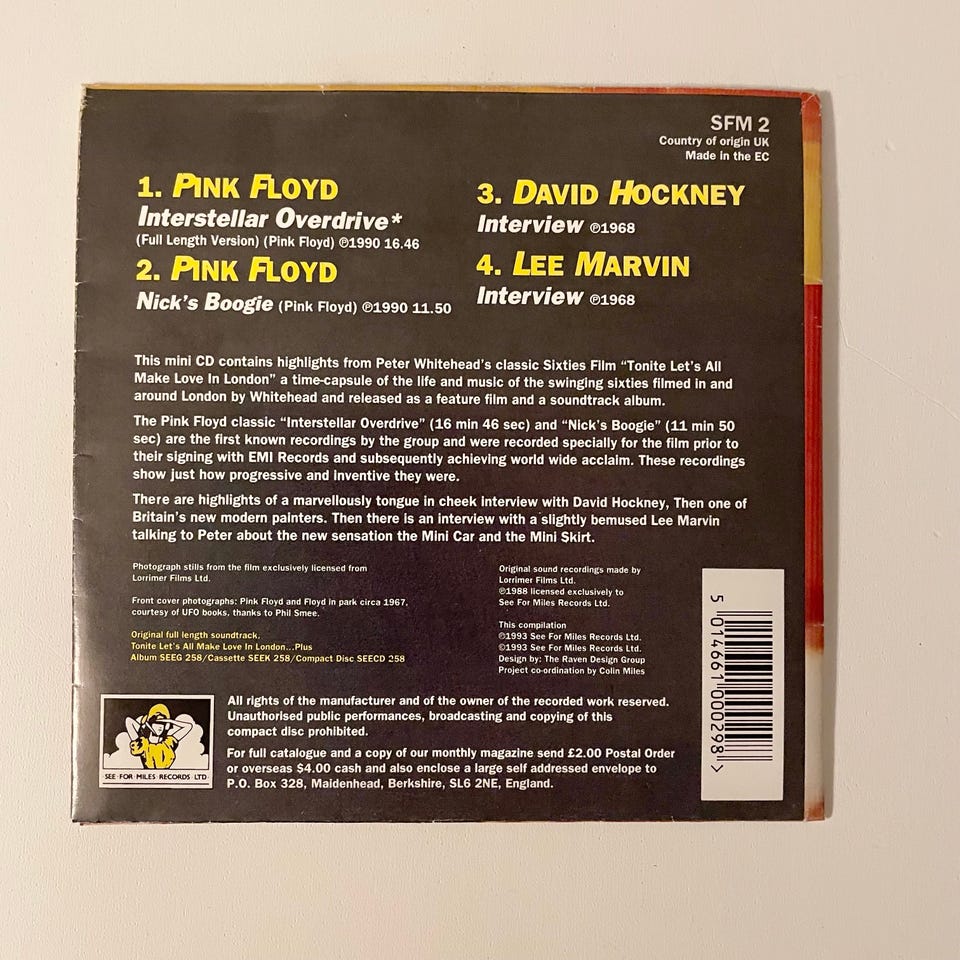 SFM 2
Country of origin UK
Made in the EC
1. PINK FLOYD
Interstellar Overdrive*
(Full Length Version) (Pink Floyd) ℗1990 16.46
2. PINK FLOYD
Nick's Boogie (Pink Floyd) ℗1990 11.50
3. DAVID HOCKNEY
Interview ℗1968
4. LEE MARVIN
Interview ℗1968
This mini CD contains highlights from Peter Whitehead's classic Sixties Film "Tonite Let's All
Make Love In London" a time-capsule of the life and music of the swinging sixties filmed in and
around London by Whitehead and released as a feature film and a soundtrack album.
The Pink Floyd classic "Interstellar Overdrive" (16 min 46 sec) and "Nick's Boogie" (11 min 50
sec) are the first known recordings by the group and were recorded specially for the film prior to
their signing with EMI Records and subsequently achieving world wide acclaim. These recordings
show just how progressive and inventive they were.
There are highlights of a marvellously tongue in cheek interview with David Hockney, Then one of
Britain's new modern painters. Then there is an interview with a slightly bemused Lee Marvin
talking to Peter about the new sensation the Mini Car and the Mini Skirt.
Photograph stills from the film exclusively licensed from
Lorrimer Films Ltd.
Front cover photographs: Pink Floyd and Floyd in park circa 1967,
courtesy of UFO books, thanks to Phil Smee.
Original full length soundtrack,
Tonite Let's All Make Love In London...Plus
Album SEEG 258/Cassette SEEK 258/Compact Disc SEECD 258
Original sound recordings made by
Lorrimer Films Ltd.
℗1988 licensed exclusively to
See For Miles Records Ltd.
This compilation
℗1993 See For Miles Records Ltd.
©1993 See For Miles Records Ltd.
Design by: The Raven Design Group
Project co-ordination by Colin Miles
5 014661 000298 >
SEE·FOR·MILES·RECORDS·LTD·
All rights of the manufacturer and of the owner of the recorded work reserved.
Unauthorised public performances, broadcasting and copying of this
compact disc prohibited.
For full catalogue and a copy of our monthly magazine send £2.00 Postal Order
or overseas $4.00 cash and also enclose a large self addressed envelope to
P.O. Box 328, Maidenhead, Berkshire, SL6 2NE, England.